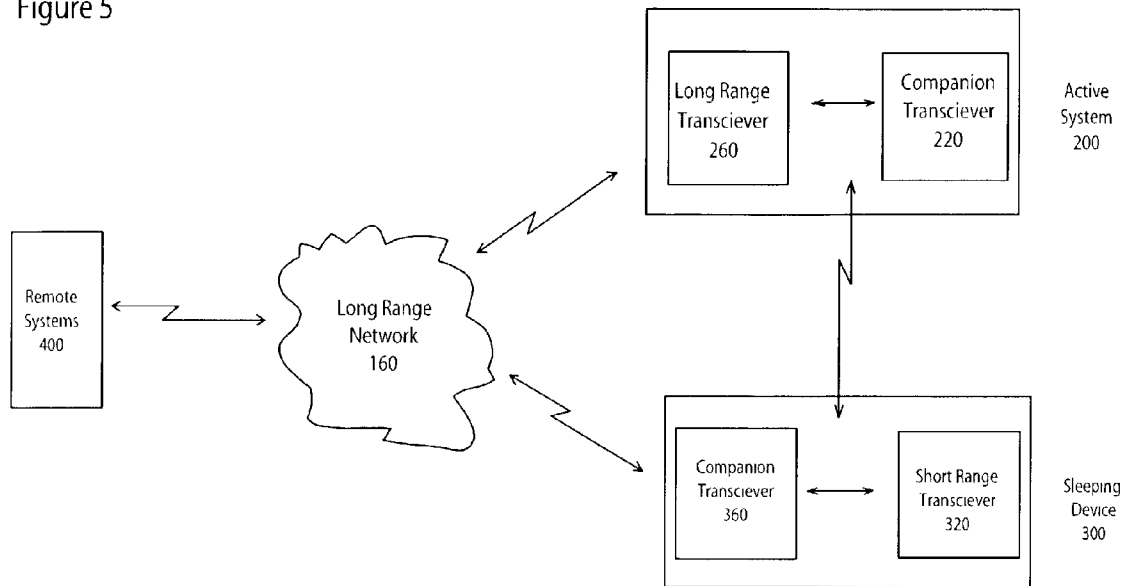 Figure 5
Long Range
Transciever
260
Companion
Transciever
220
Active
System
200
Remote
Systems
400
Long Range
Network
160
Companion
Transciever
360
Short Range
Transciever
320
Sleeping
Device
300